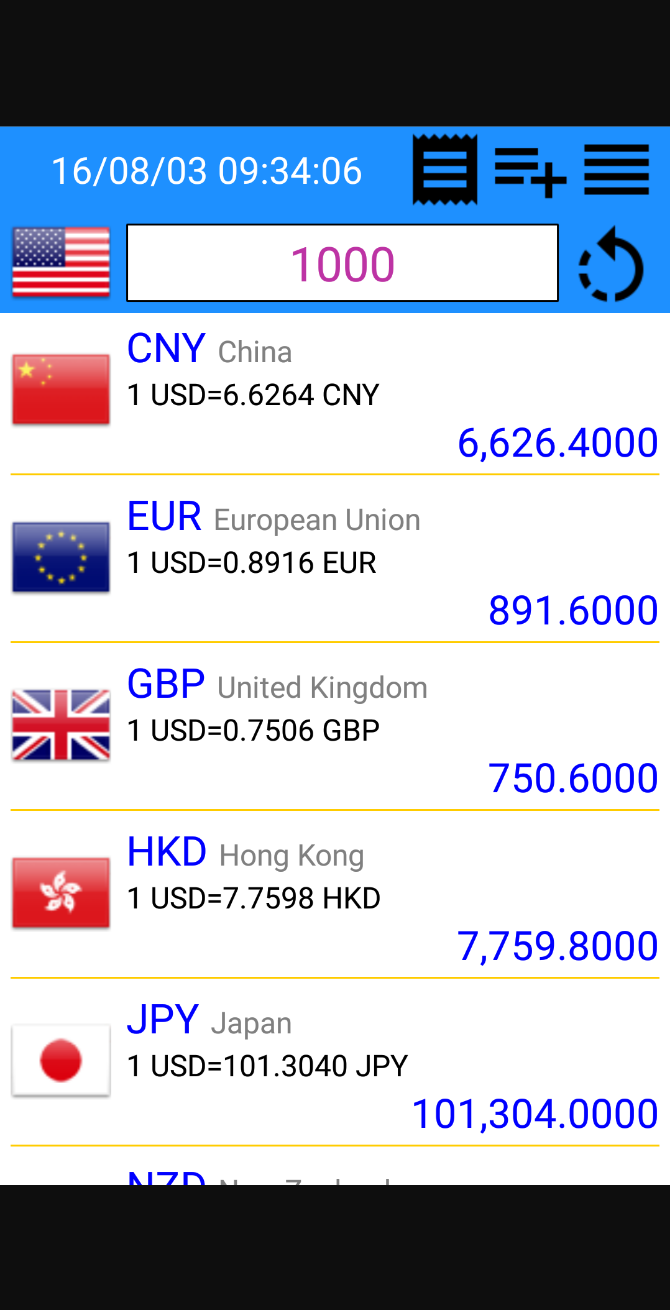 16/08/03 09:34:06
1000
CNY China
1 USD=6.6264 CNY
6,626.4000
EUR European Union
1 USD=0.8916 EUR
891.6000
GBP United Kingdom
1 USD=0.7506 GBP
750.6000
HKD Hong Kong
1 USD=7.7598 HKD
7,759.8000
JPY Japan
1 USD=101.3040 JPY
101,304.0000
NZD New Zealand